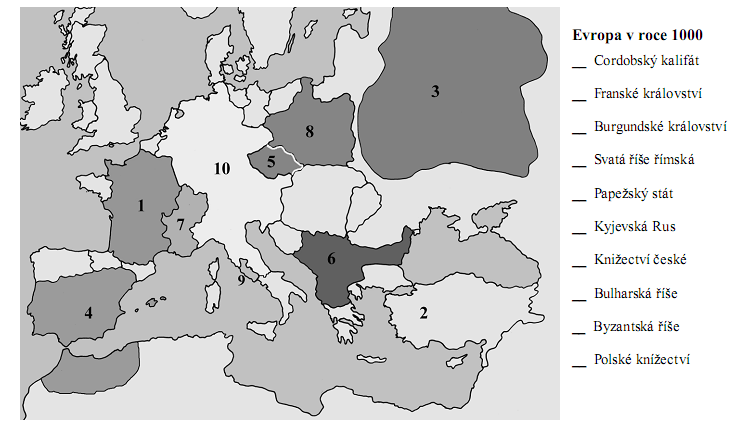 Evropa v roce 1000
__ Cordobský kalifát
__ Franské království
__ Burgundské království
__ Svatá říše římská
__ Papežský stát
__ Kyjevská Rus
__ Knižectví české
__ Bulharská říše
__ Byzantská říše
__ Polské knížectví
3
8
5
10
1
7
6
9
4
2